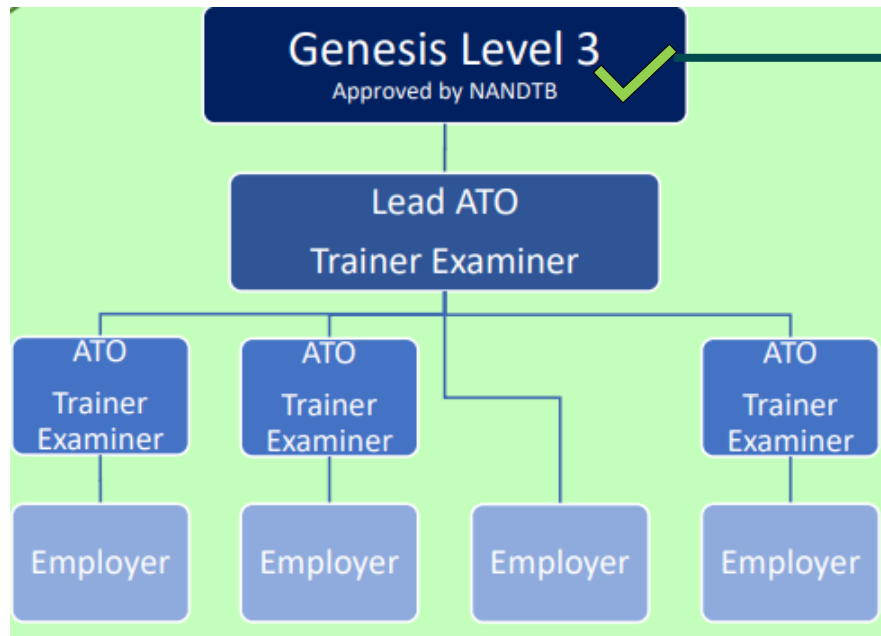 Genesis Level 3
Approved by NANDTB
Lead ATO
Trainer Examiner
ATO
Trainer
Examiner
ATO
Trainer
Examiner
ATO
Trainer
Examiner
Employer
Employer
Employer
Employer